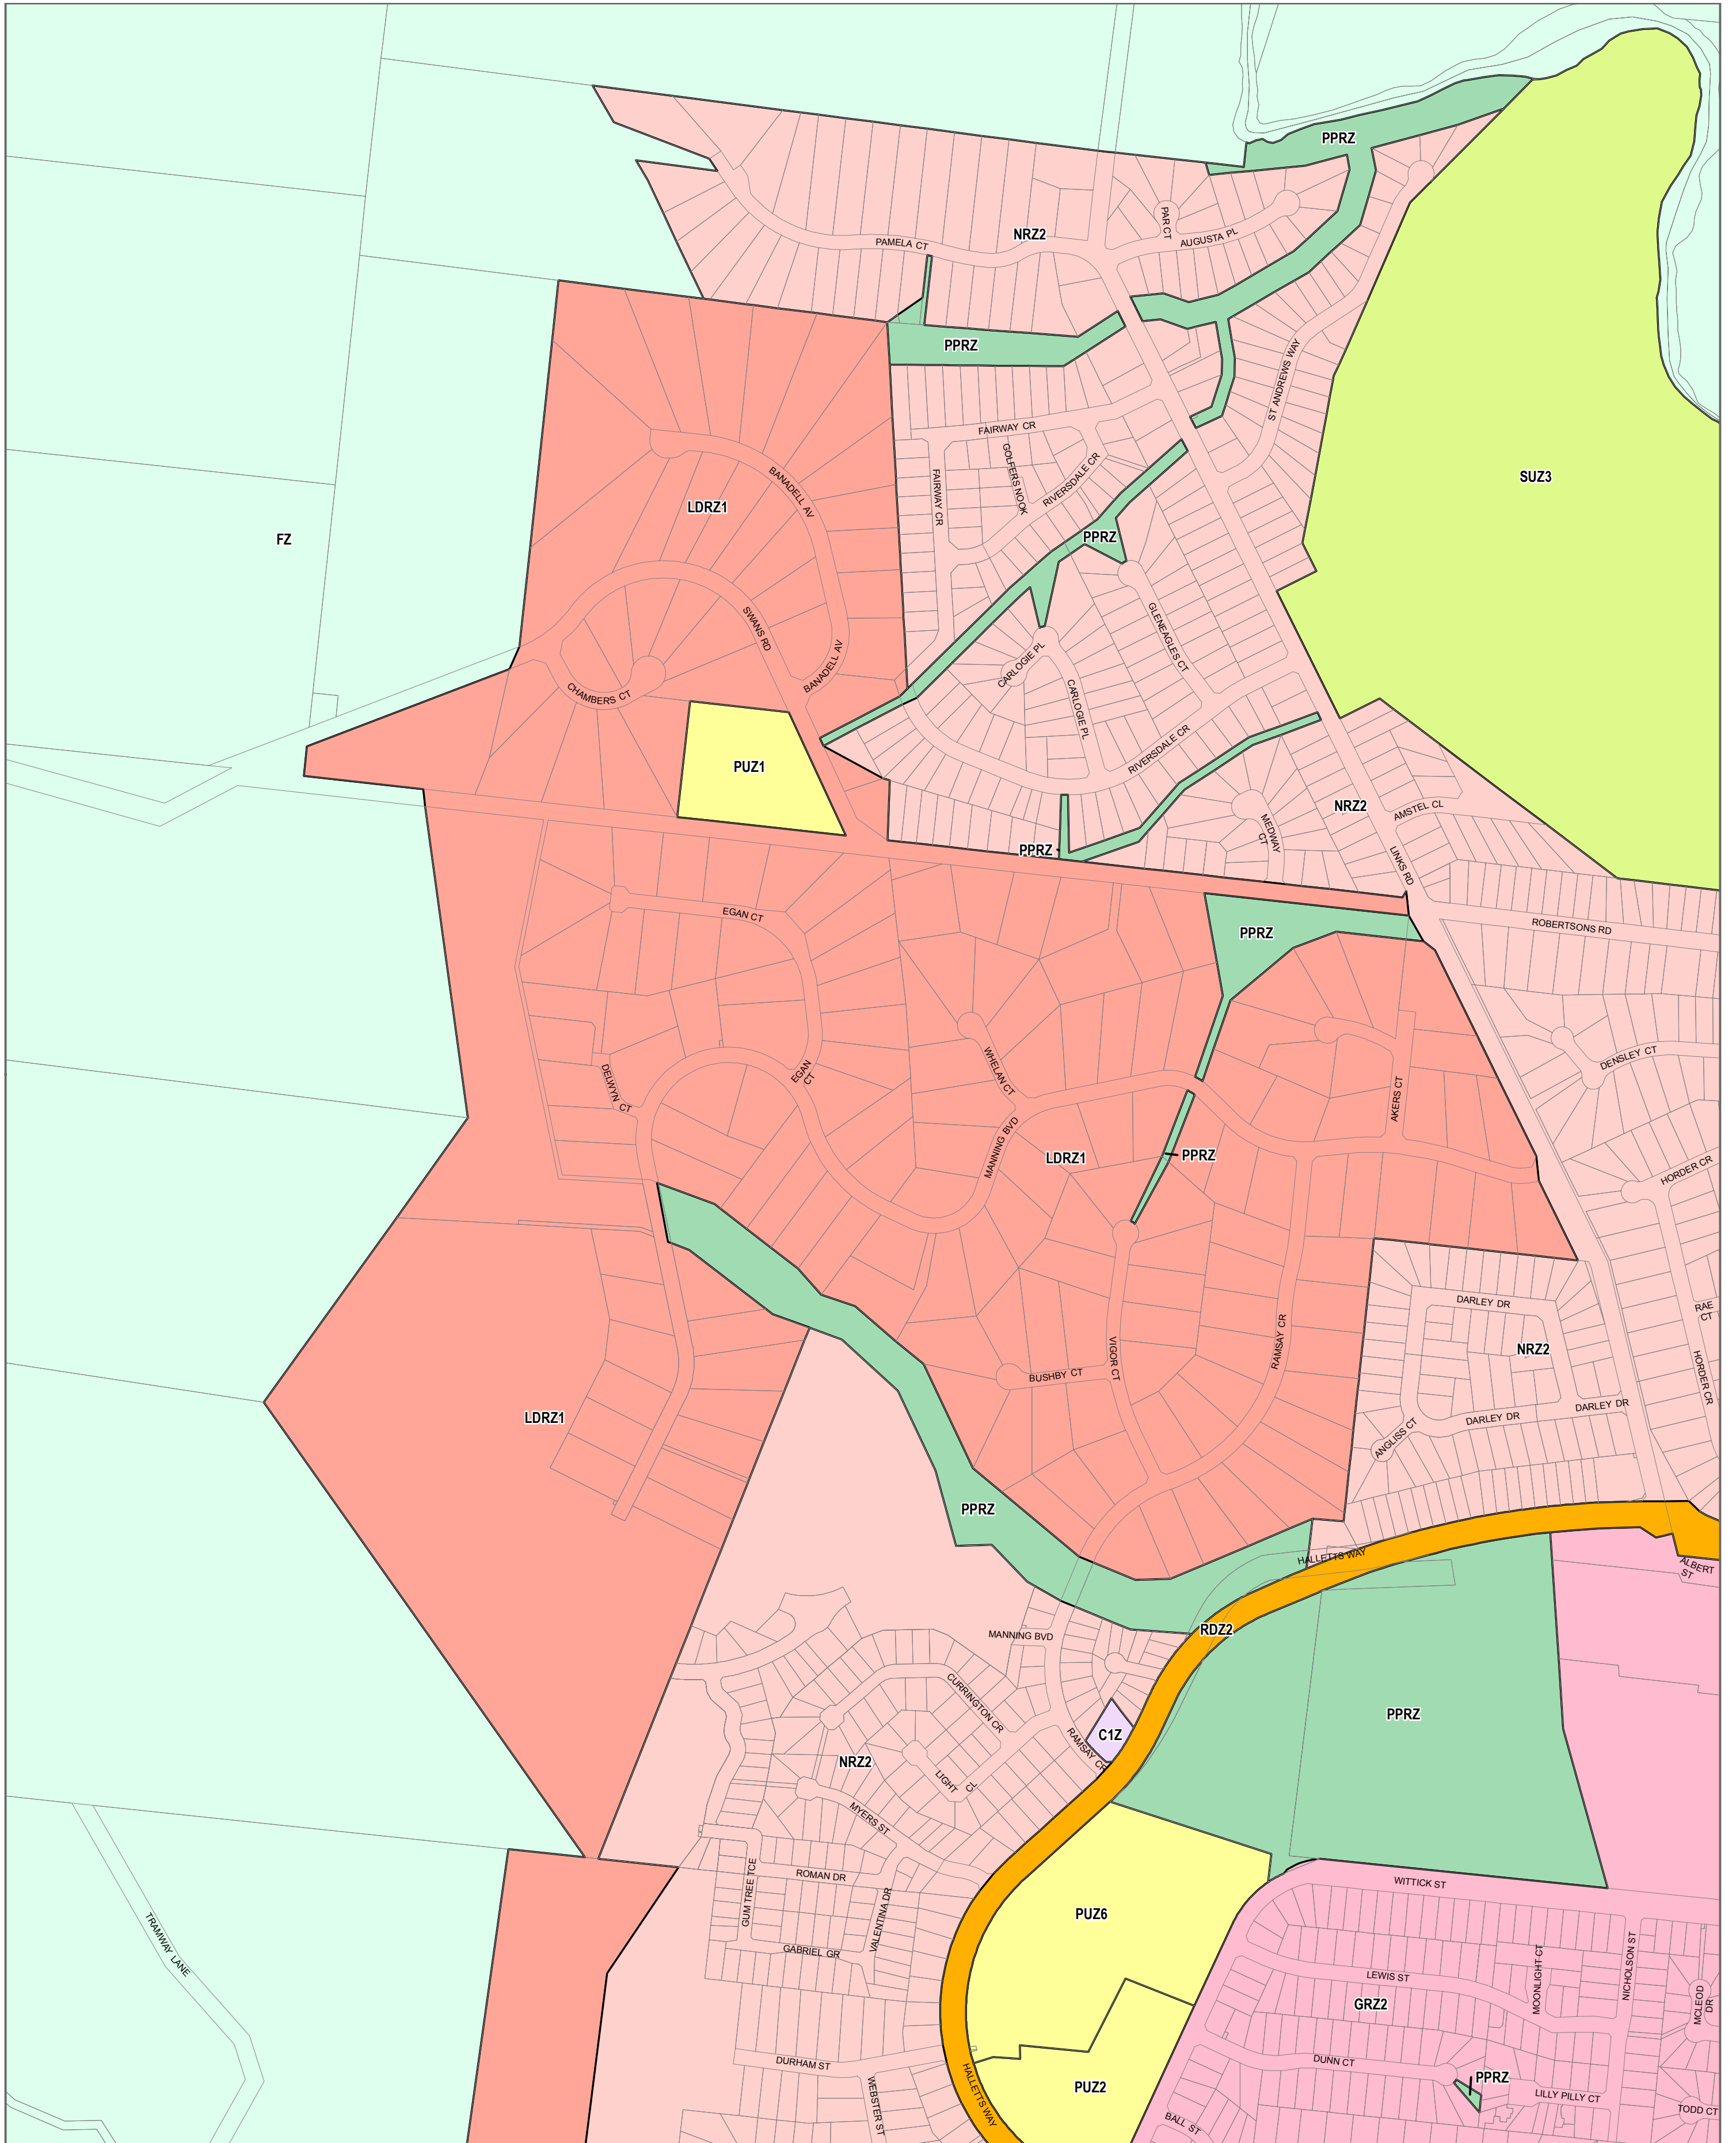 PPRZ
PAR CT
NRZ2
AUGUSTA PL
PAMELA CT
PPRZ
ST ANDREWS WAY
FAIRWAY CR
GOLFERS NOOK
RIVERSDALE CR
FAIRWAY CR
BANADELL AV
SUZ3
LDRZ1
FZ
PPRZ
SWANS RD
GLENEAGLES CT
CARLOGIE PL
BANADELL AV
CHAMBERS CT
CARLOGIE PL
RIVERSDALE CR
PUZ1
NRZ2
AMSTEL CL
MEDWAY
CT
PPRZ
LINKS RD
EGAN CT
ROBERTSONS RD
PPRZ
DENSLEY CT
WHELAN CT
EGAN
CT
DELWYN CT
AKERS CT
MANNING BVD
LDRZ1
PPRZ
HORDER CR
DARLEY DR
RAE
CT
NRZ2
RAMSAY CR
VIGOR CT
BUSHBY CT
HORDER CR
DARLEY DR
DARLEY DR
LDRZ1
ANGLISS CT
PPRZ
HALLETTS WAY
ALBERT
ST
RDZ2
MANNING BVD
CURRINGTON CR
PPRZ
C1Z
RAMSAY CR
NRZ2
LIGHT CL
MYERS ST
ROMAN DR
WITTICK ST
GUM TREE TCE
VALENTINA DR
PUZ6
TRAMWAY LANE
GABRIEL GR
NICHOLSON ST
MOONLIGHT CT
LEWIS ST
GRZ2
MCLEOD
DR
DURHAM ST
DUNN CT
PPRZ
PUZ2
HALLETTS WAY
WEBSTER ST
LILLY PILLY CT
TODD CT
BALL ST